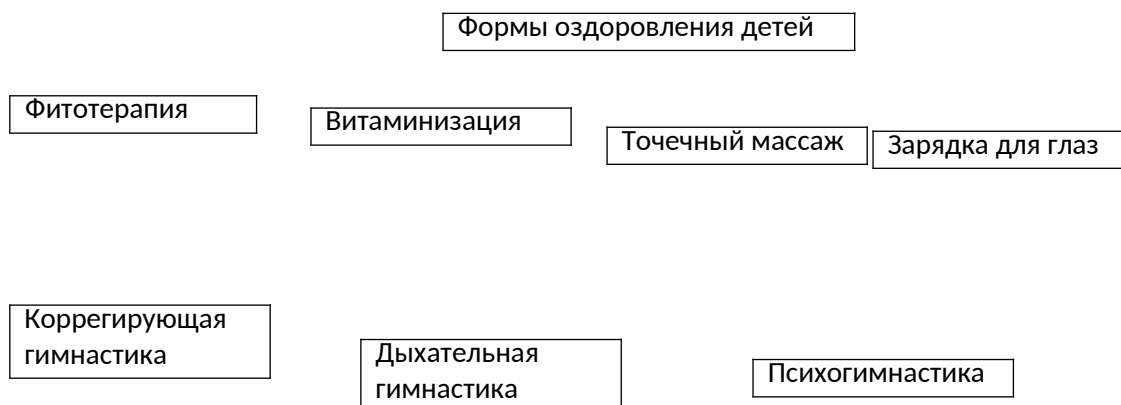 Формы оздоровления детей
Фитотерапия
Витаминизация
Точечный массаж
Зарядка для глаз
Коррегирующая
гимнастика
Дыхательная
гимнастика
Психогимнастика